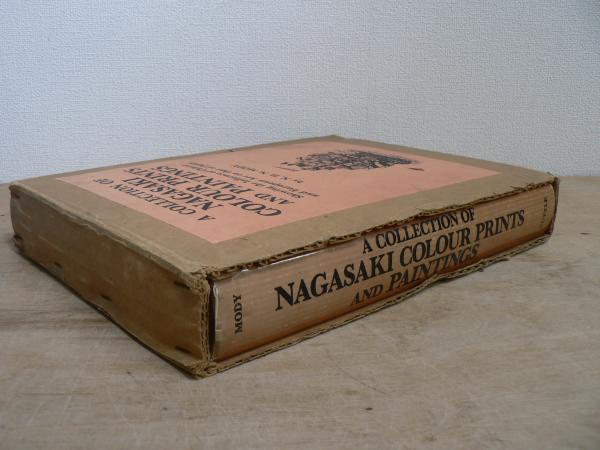 A COLLECTION OF
NAGASAKI
COLOUR PRINTS
AND PAINTINGS
MODY
A COLLECTION OF
NAGASAKI COLOUR PRINTS
AND PAINTINGS